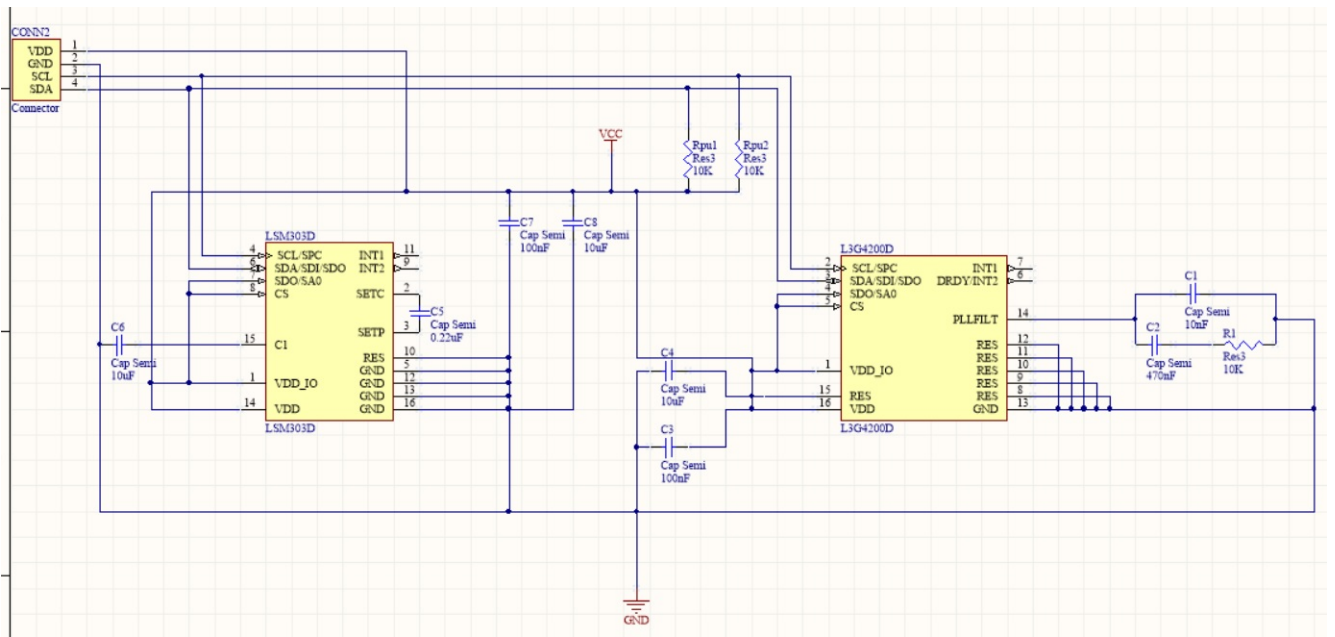 CONN2
VDD 1
GND 2
SCL 3
SDA 4
Connector
VCC
Rpu1
Res3
10K
Rpu2
Res3
10K
C7
Cap Semi
100nF
C8
Cap Semi
10uF
LSM303D
4 SCL/SPC
SDA/SDI/SDO
SDO/SA0
8 CS
15 C1
1 VDD_IO
14 VDD
INT1 11
INT2 9
SETC 2
SETP 3
RES 10
GND 5
GND 12
GND 13
GND 16
LSM303D
C5
Cap Semi
0.22uF
C6
Cap Semi
10uF
C4
Cap Semi
10uF
C3
Cap Semi
100nF
L3G4200D
2 SCL/SPC
3 SDA/SDI/SDO
4 SDO/SA0
5 CS
1 VDD_IO
15 RES
16 VDD
INT1 7
DRDY/INT2 6
PLLFILT 14
RES 12
RES 11
RES 10
RES 9
RES 8
GND 13
L3G4200D
C1
Cap Semi
10nF
C2
Cap Semi
470nF
R1
Res3
10K
GND